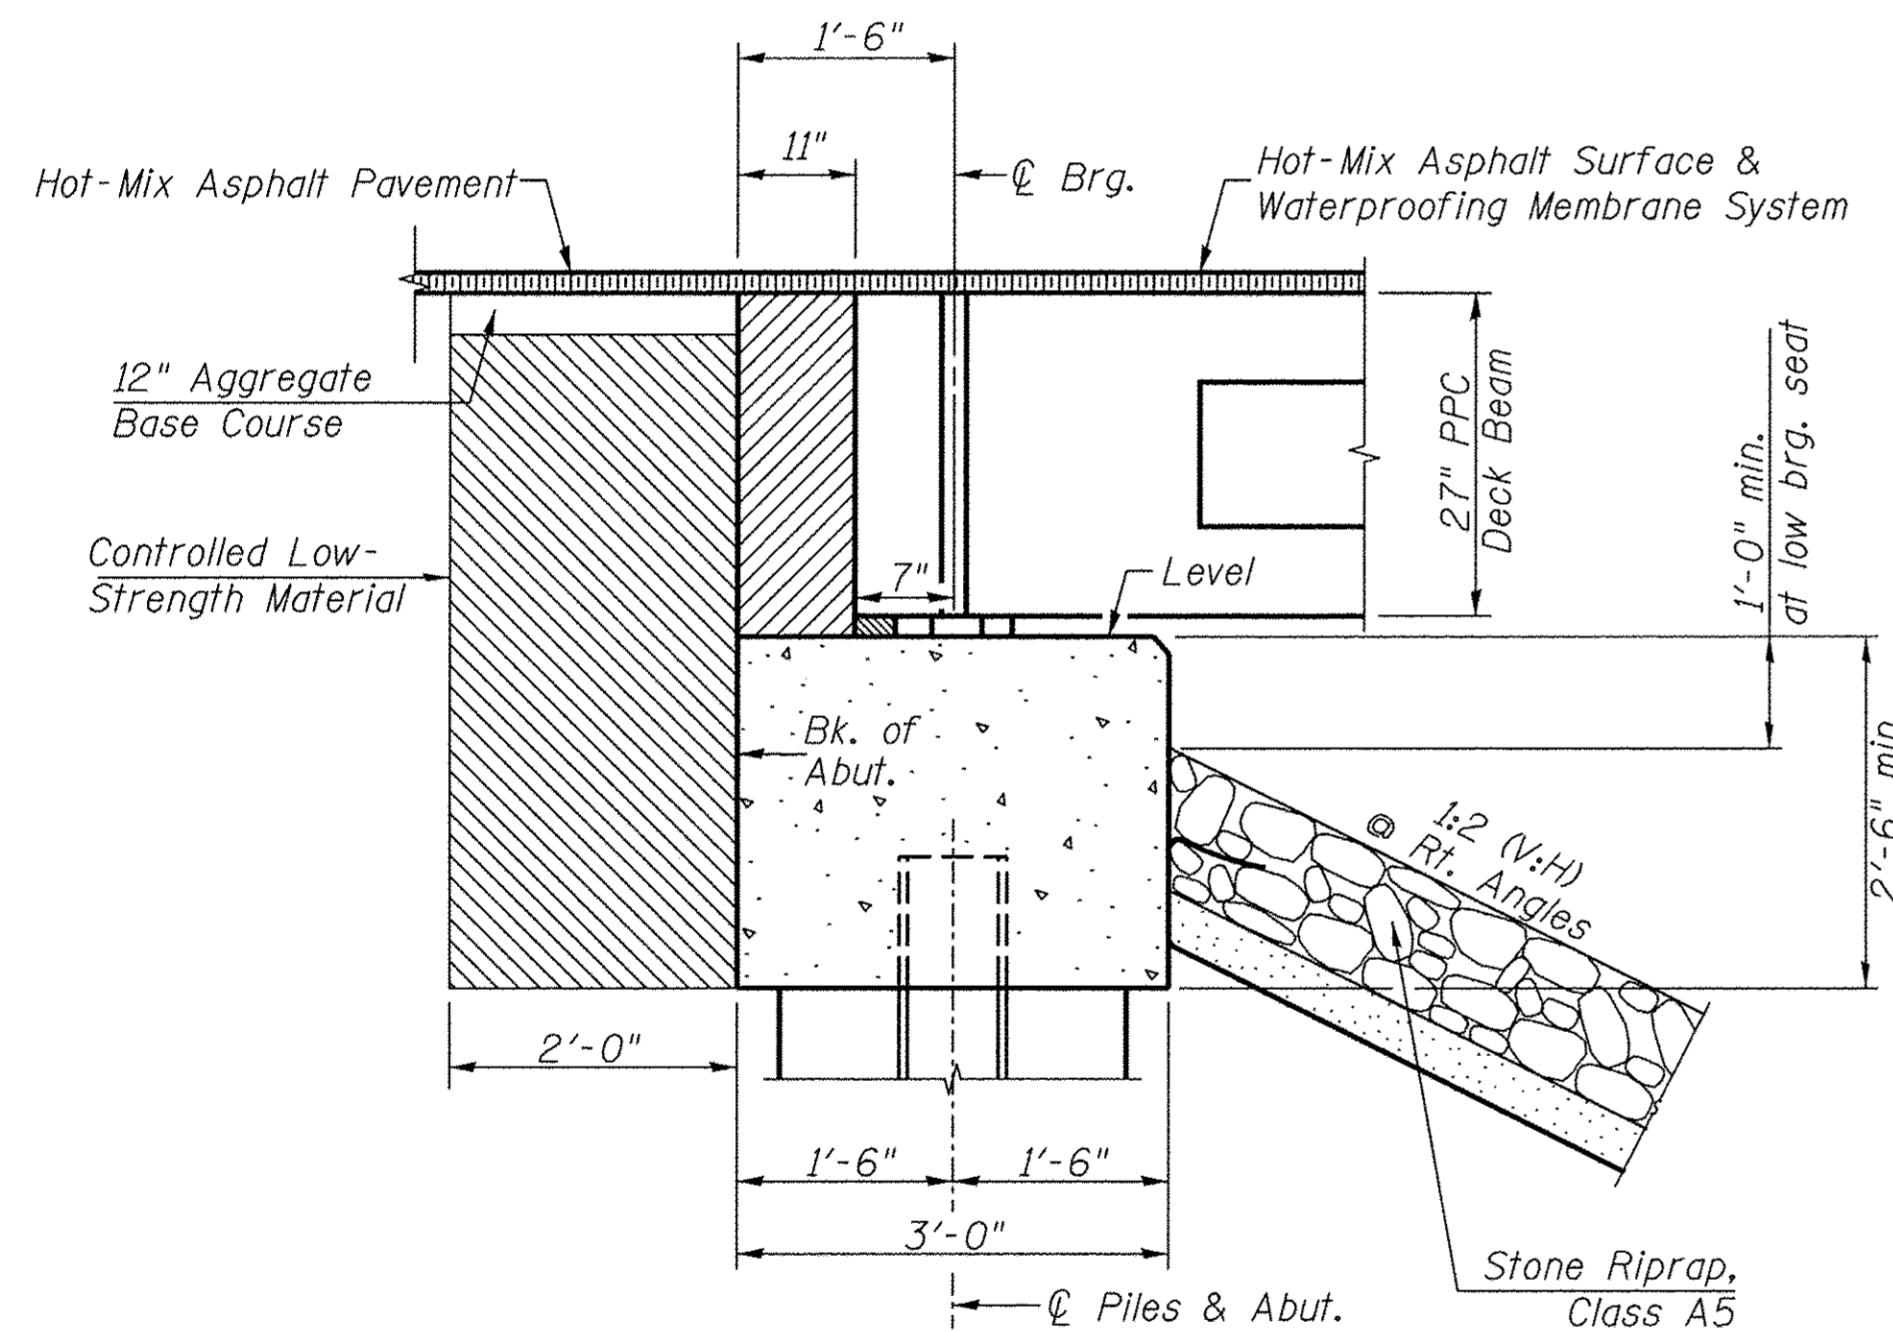 1'-6"
11"
Hot-Mix Asphalt Pavement
℄ Brg.
Hot-Mix Asphalt Surface &
Waterproofing Membrane System
12" Aggregate
Base Course
27" PPC
Deck Beam
1'-0" min.
at low brg. seat
Controlled Low-
Strength Material
7"
Level
Bk. of
Abut.
@ 1:2 (V:H)
Rt. Angles
2'-6" min.
2'-0"
1'-6"
1'-6"
3'-0"
℄ Piles & Abut.
Stone Riprap,
Class A5